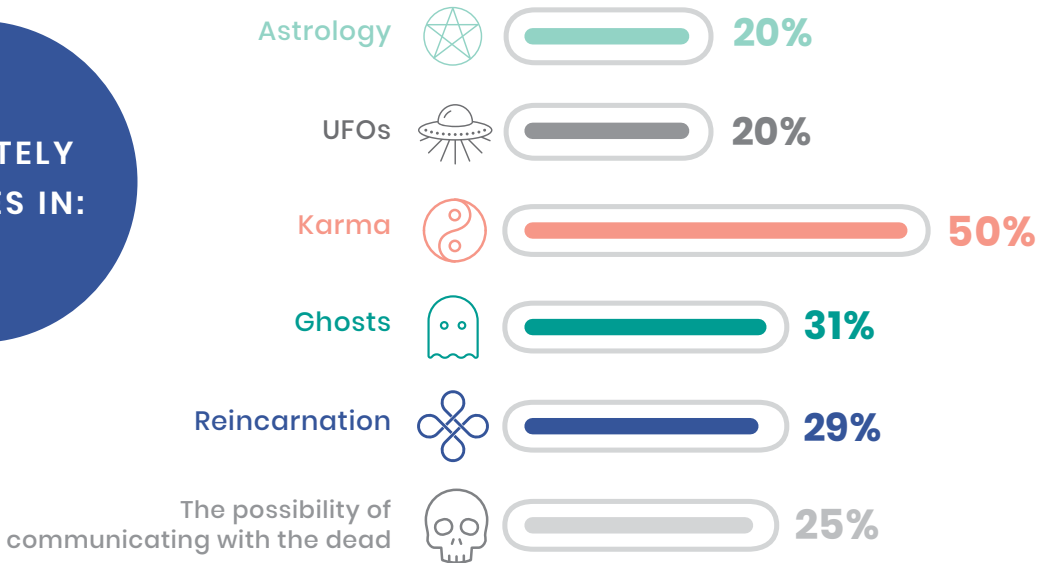 TELY
ES IN:
Astrology 20%
UFOs 20%
Karma 50%
Ghosts 31%
Reincarnation 29%
The possibility of
communicating with the dead 25%